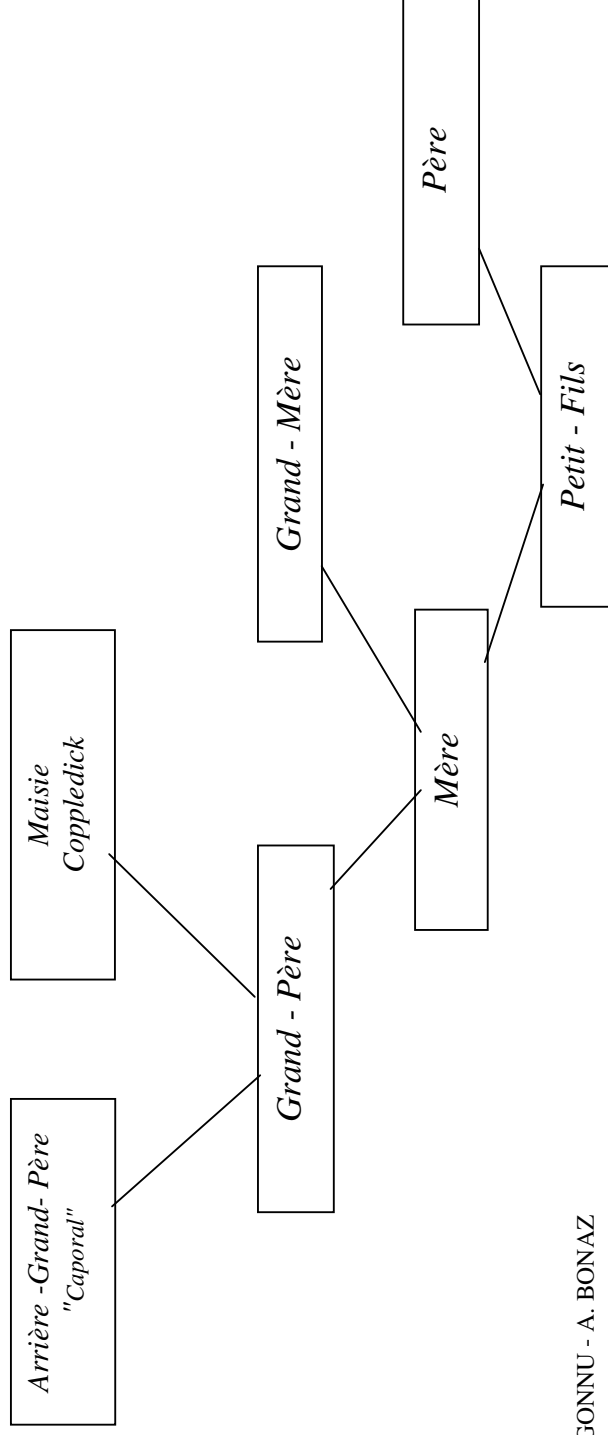 Arrière -Grand- Père
"Caporal"
Maisie
Coppledick
Grand - Père
Grand - Mère
Mère
Père
Petit - Fils
GONNU - A. BONAZ